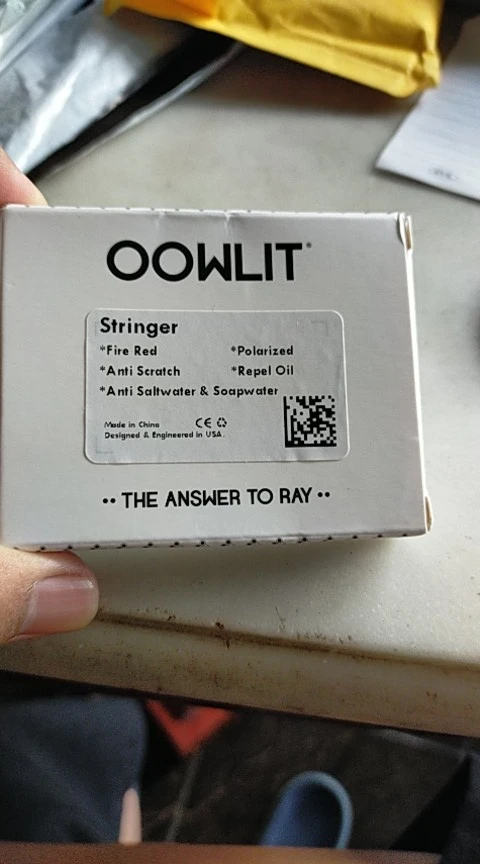 OOWLIT®
Stringer
*Fire Red *Polarized
*Anti Scratch *Repel Oil
*Anti Saltwater & Soapwater
Made in China CE
Designed & Engineered in USA.
•• THE ANSWER TO RAY ••